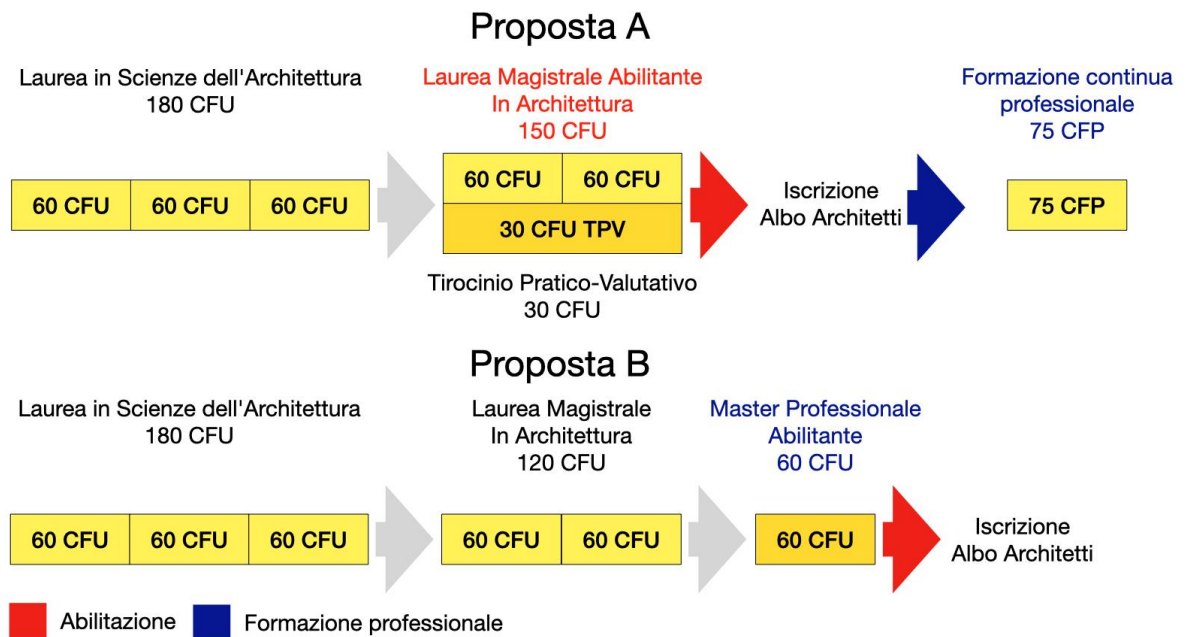 Proposta A
Laurea in Scienze dell'Architettura
180 CFU
Laurea Magistrale Abilitante
In Architettura
150 CFU
Formazione continua
professionale
75 CFP
60 CFU
60 CFU
60 CFU
60 CFU
60 CFU
30 CFU TPV
Iscrizione
Albo Architetti
75 CFP
Tirocinio Pratico-Valutativo
30 CFU
Proposta B
Laurea in Scienze dell'Architettura
180 CFU
Laurea Magistrale
In Architettura
120 CFU
Master Professionale
Abilitante
60 CFU
60 CFU
60 CFU
60 CFU
60 CFU
60 CFU
60 CFU
Iscrizione
Albo Architetti
Abilitazione
Formazione professionale